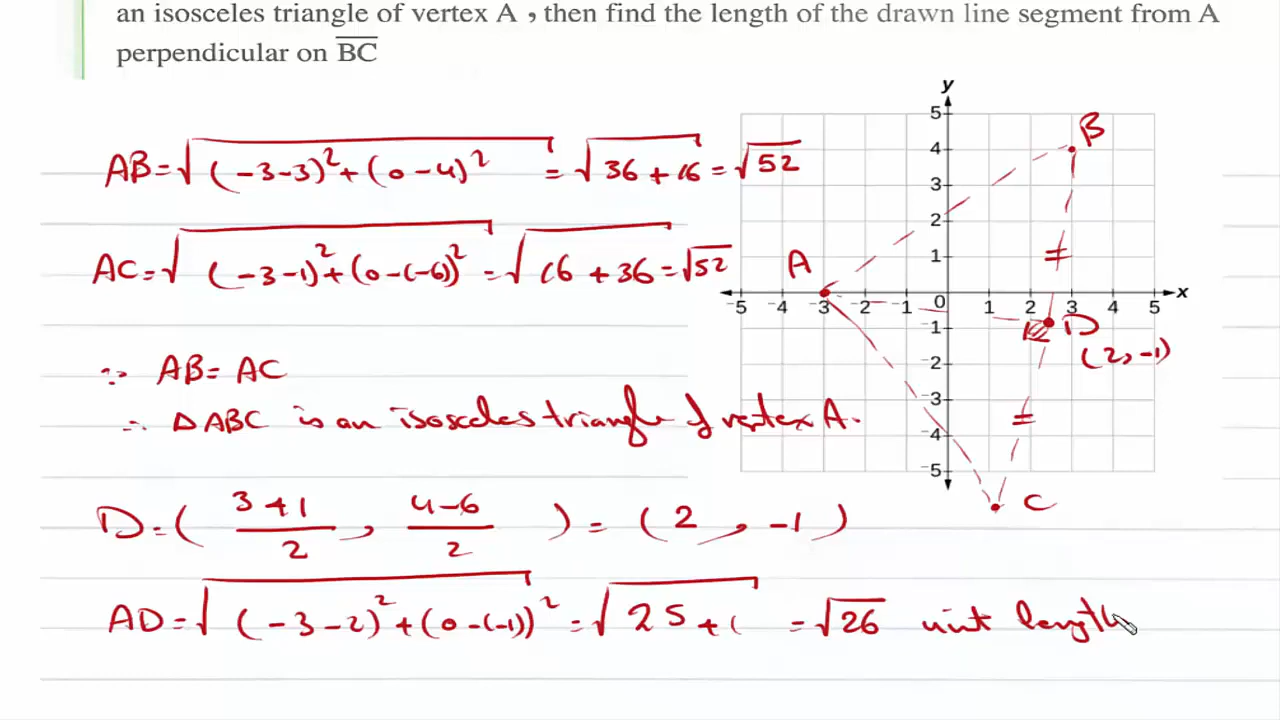 an isosceles triangle of vertex A , then find the length of the drawn line segment from A
perpendicular on \overline{BC}
AB=√((-3-3)²+(0-4)²) = √(36+16) = √52
AC=√((-3-1)²+(0-(-6))²) = √(16+36) = √52
∵ AB= AC
∴ ΔABC is an isosceles triangle of vertex A.
D=( (3+1)/2 , (4-6)/2 ) = (2 , -1)
AD=√((-3-2)²+(0-(-1))²) = √(25+1) = √26 unit length
y
5
B
4
3
2
1
A
-5 -4 -3 -2 -1 0 1 2 3 4 5 x
-1 D
(2,-1)
-2
-3
-4
-5
C